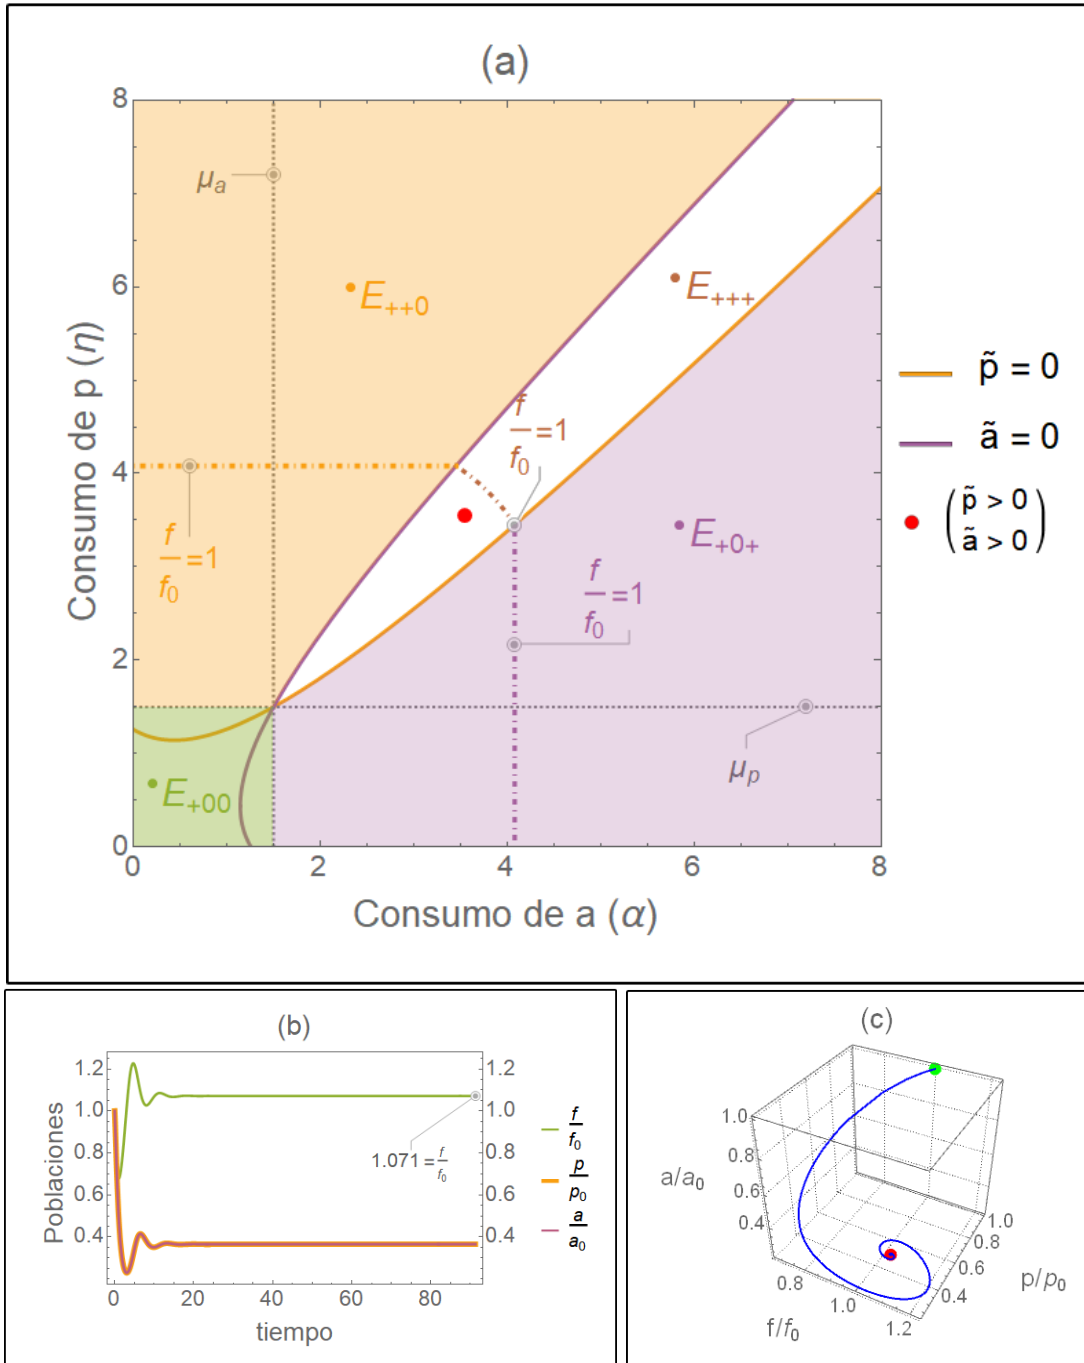 (a)
8
6
4
2
0
0
2
4
6
8
Consumo de p (η)
Consumo de a (α)
μₐ
E₊₊₀
E₊₊₊
f/f₀=1
f/f₀=1
f/f₀=1
E₊₀₊
E₊₀₀
μₚ
p̃ = 0
ã = 0
(p̃ > 0
ã > 0)
(b)
Poblaciones
1.2
1.0
0.8
0.6
0.4
1.2
1.0
0.8
0.6
0.4
1.071 = f/f₀
0 20 40 60 80
tiempo
f/f₀
p/p₀
a/a₀
(c)
1.0
0.8
0.6
0.4
a/a₀
0.8
1.0
1.2
f/f₀
1.0
0.8
0.6
0.4
p/p₀